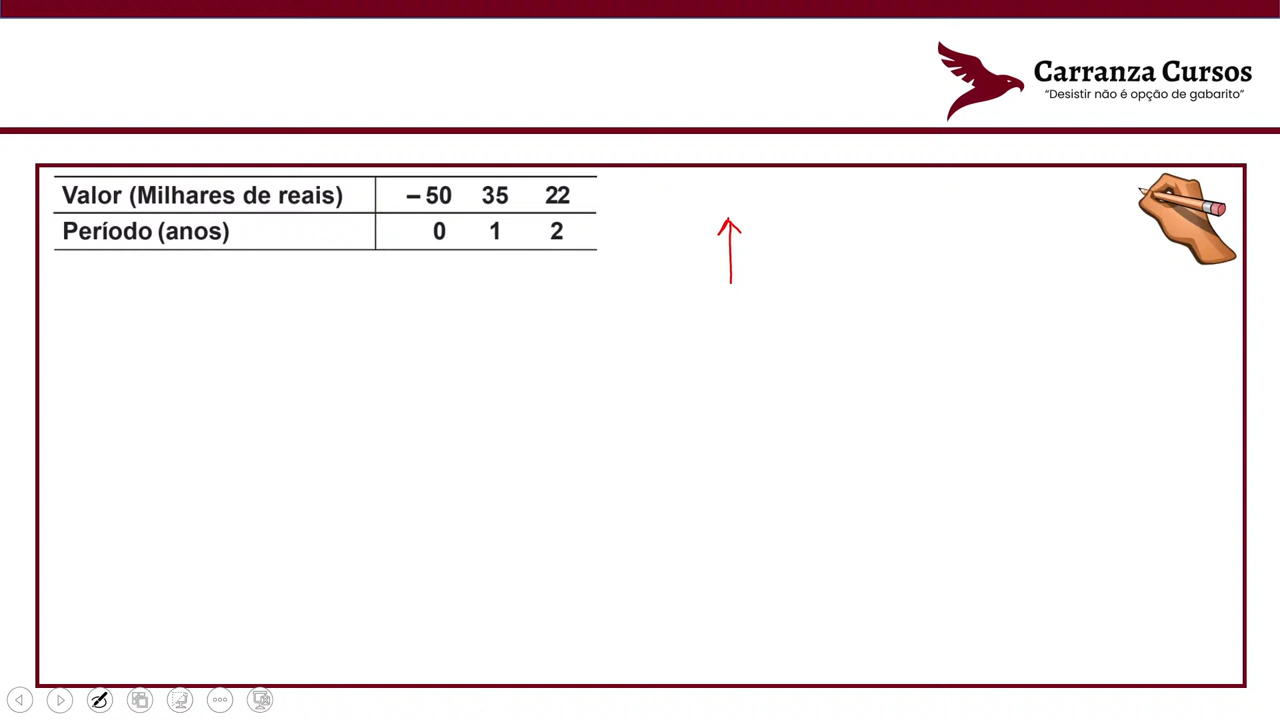 Carranza Cursos
“Desistir não é opção de gabarito”
Valor (Milhares de reais) – 50 35 22
Período (anos) 0 1 2